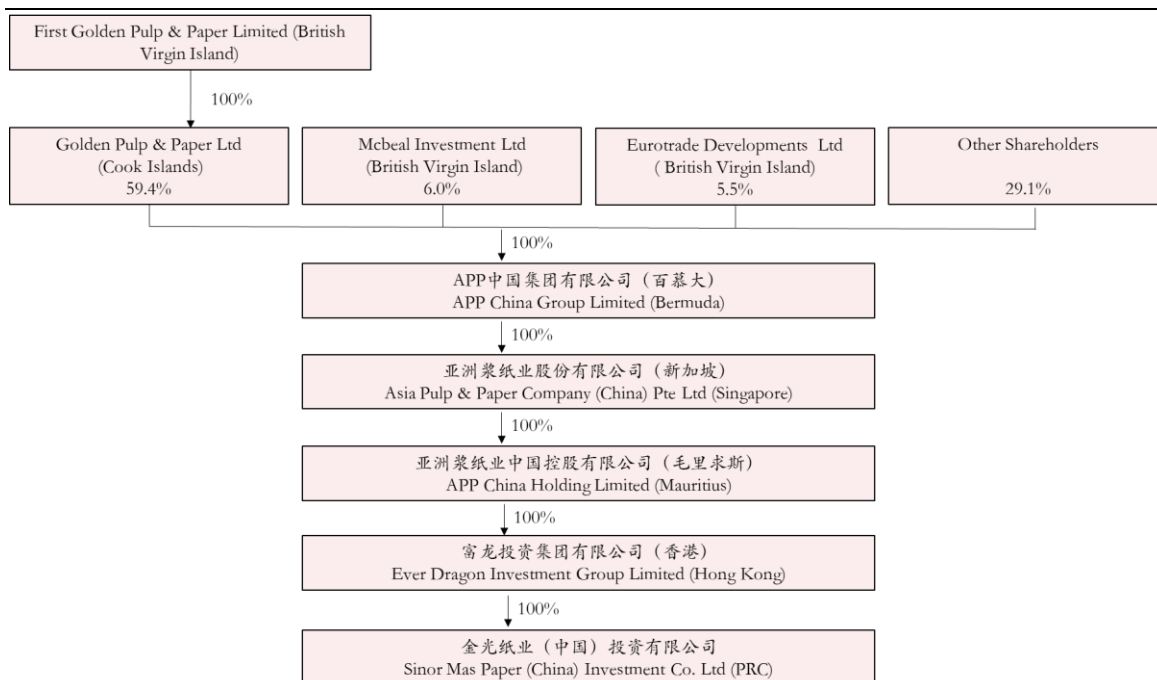 First Golden Pulp & Paper Limited (British
Virgin Island)
100%
Golden Pulp & Paper Ltd
(Cook Islands)
59.4%
Mcbeal Investment Ltd
(British Virgin Island)
6.0%
Eurotrade Developments Ltd
( British Virgin Island)
5.5%
Other Shareholders
29.1%
100%
APP中国集团有限公司（百慕大）
APP China Group Limited (Bermuda)
100%
亚洲浆纸业股份有限公司（新加坡）
Asia Pulp & Paper Company (China) Pte Ltd (Singapore)
100%
亚洲浆纸业中国控股有限公司（毛里求斯）
APP China Holding Limited (Mauritius)
100%
富龙投资集团有限公司（香港）
Ever Dragon Investment Group Limited (Hong Kong)
100%
金光纸业（中国）投资有限公司
Sinor Mas Paper (China) Investment Co. Ltd (PRC)